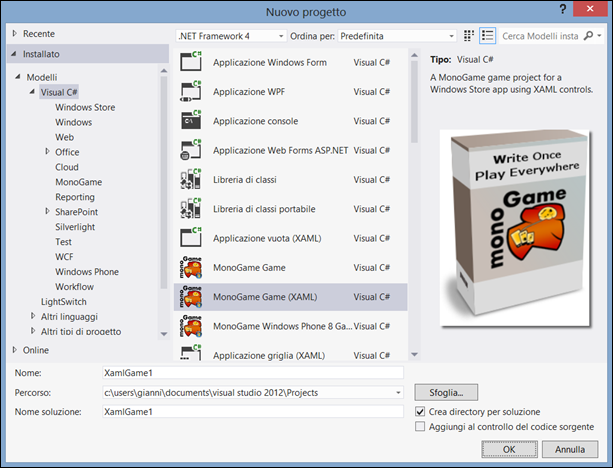 Nuovo progetto
?
Recente
Installato
Modelli
Visual C#
Windows Store
Windows
Web
Office
Cloud
MonoGame
Reporting
SharePoint
Silverlight
Test
WCF
Windows Phone
Workflow
LightSwitch
Altri linguaggi
Altri tipi di progetto
Online
.NET Framework 4 Ordina per: Predefinita
Applicazione Windows Form Visual C#
Applicazione WPF Visual C#
Applicazione console Visual C#
Applicazione Web Forms ASP.NET Visual C#
Libreria di classi Visual C#
Libreria di classi portabile Visual C#
Applicazione vuota (XAML) Visual C#
MonoGame Game Visual C#
MonoGame Game (XAML) Visual C#
MonoGame Windows Phone 8 Ga... Visual C#
Applicazione griglia (XAML) Visual C#
Cerca Modelli insta
Tipo: Visual C#
A MonoGame game project for a
Windows Store app using XAML controls.
Write Once
Play Everywhere
mono Game
Nome: XamlGame1
Percorso: c:\users\gianni\documents\visual studio 2012\Projects Sfoglia...
Nome soluzione: XamlGame1
Crea directory per soluzione
Aggiungi al controllo del codice sorgente
OK Annulla